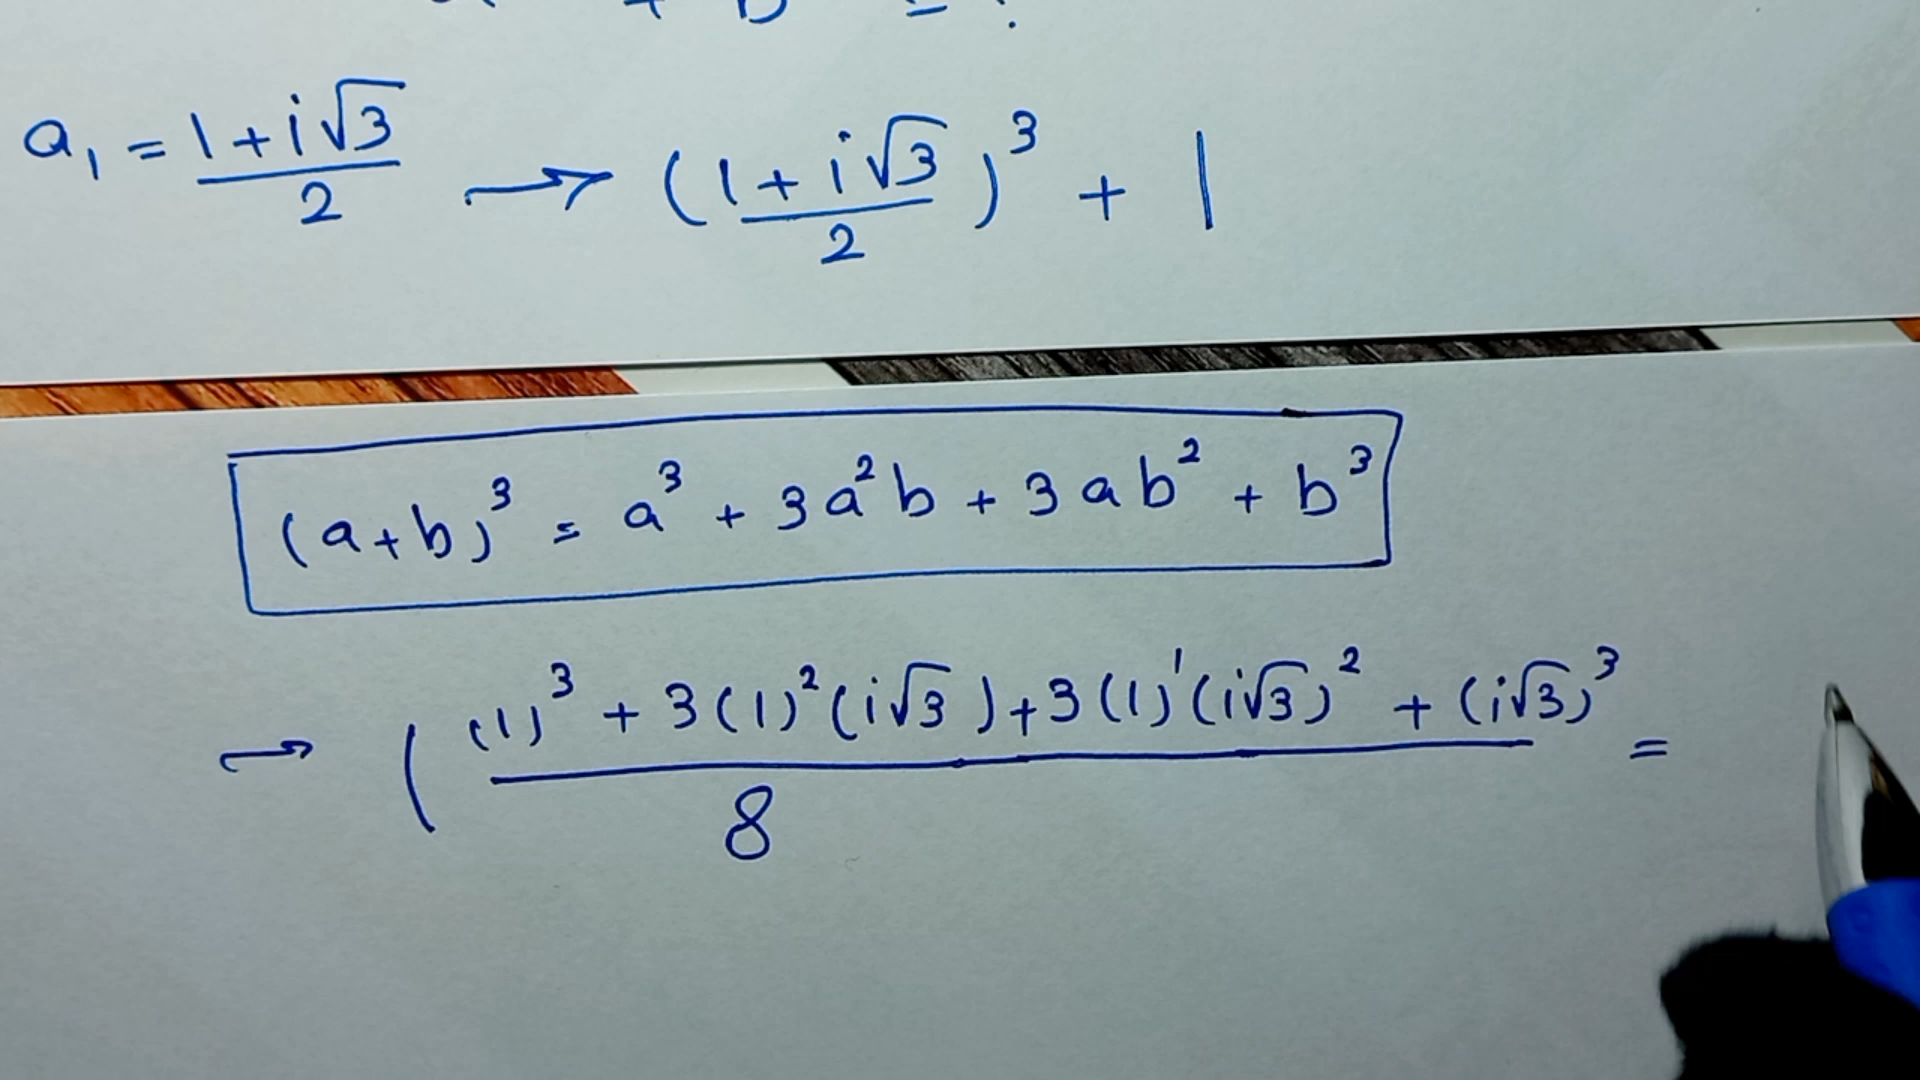 + b = ?
a₁ = (1+i√3)/2 → ((1+i√3)/2)³ + 1
(a+b)³ = a³ + 3a²b + 3ab² + b³
→ ( ((1)³ + 3(1)²(i√3) + 3(1)¹(i√3)² + (i√3)³)/8 =